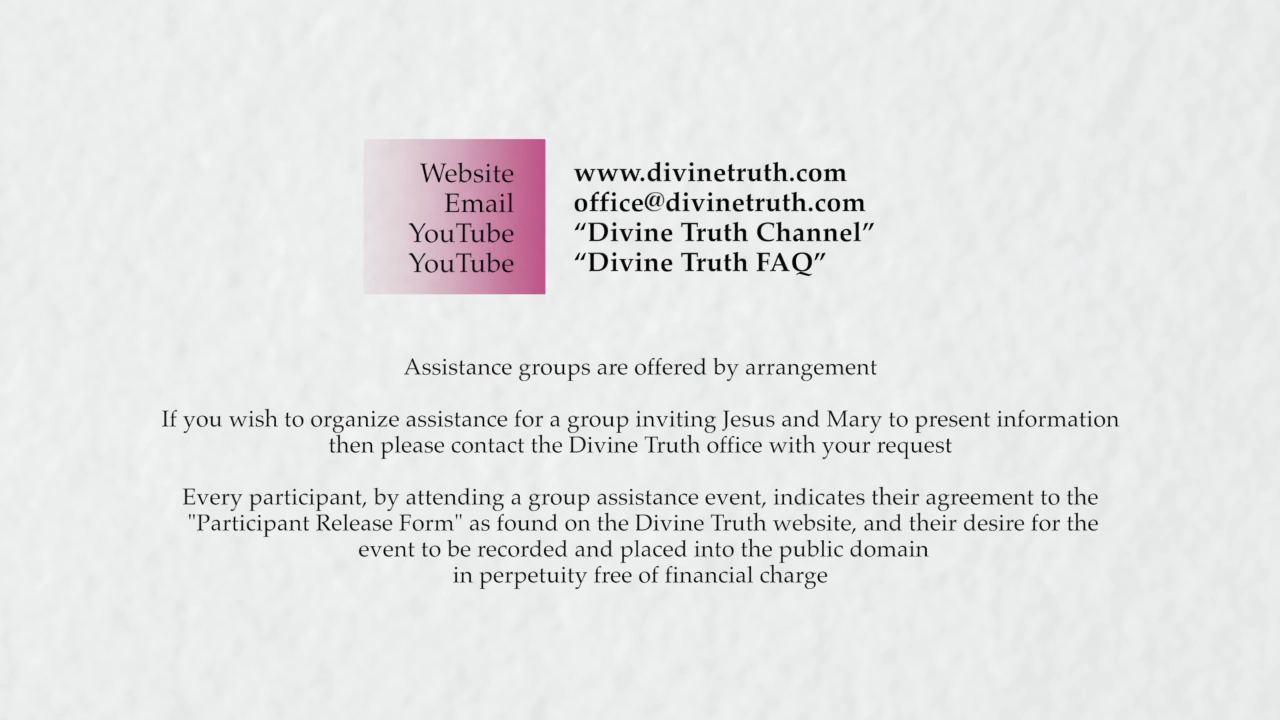 Website www.divinetruth.com
Email office@divinetruth.com
YouTube “Divine Truth Channel”
YouTube “Divine Truth FAQ”
Assistance groups are offered by arrangement
If you wish to organize assistance for a group inviting Jesus and Mary to present information
then please contact the Divine Truth office with your request
Every participant, by attending a group assistance event, indicates their agreement to the
"Participant Release Form" as found on the Divine Truth website, and their desire for the
event to be recorded and placed into the public domain
in perpetuity free of financial charge